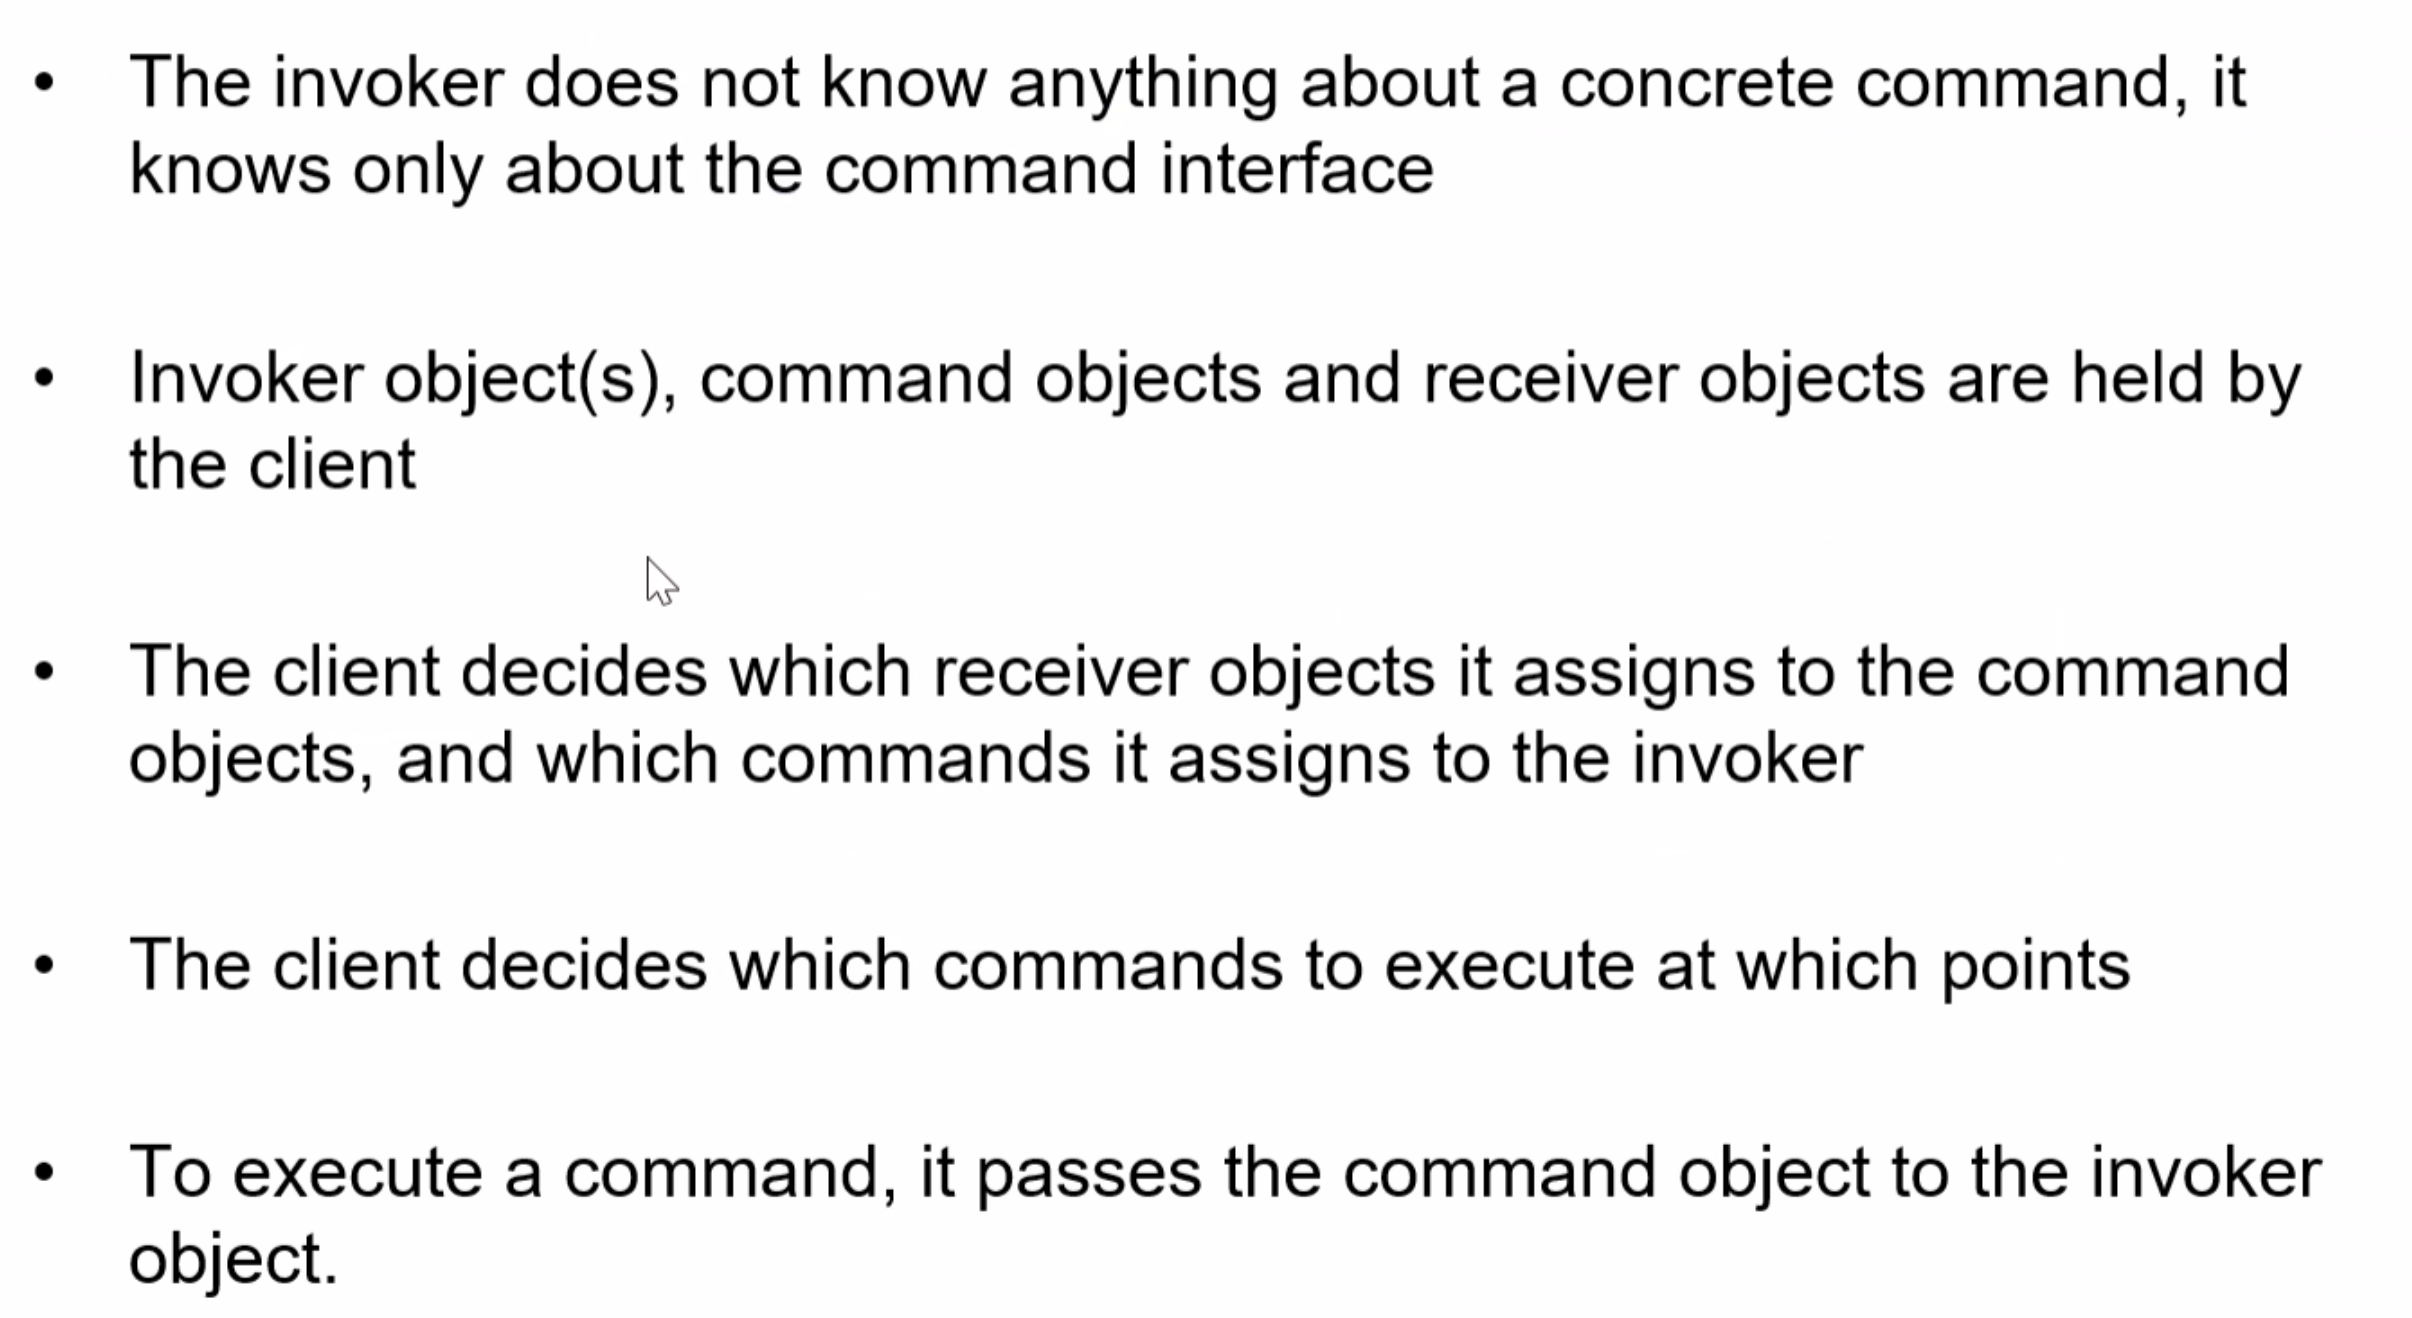 • The invoker does not know anything about a concrete command, it
knows only about the command interface
• Invoker object(s), command objects and receiver objects are held by
the client
• The client decides which receiver objects it assigns to the command
objects, and which commands it assigns to the invoker
• The client decides which commands to execute at which points
• To execute a command, it passes the command object to the invoker
object.